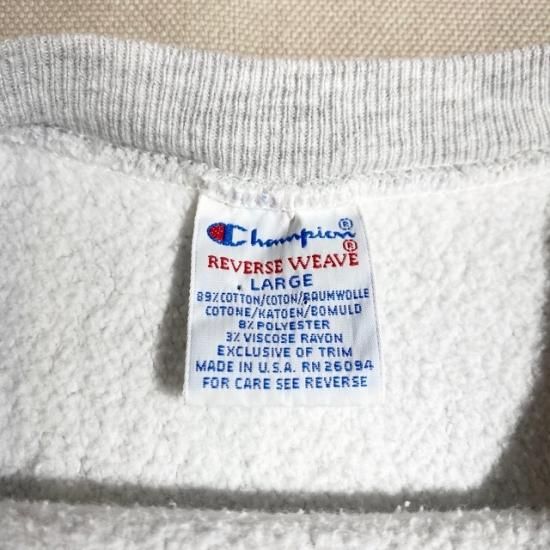 Champion®
REVERSE WEAVE®
LARGE
89% COTTON/COTON/BAUMWOLLE
COTONE/KATOEN/BOMULD
8% POLYESTER
3% VISCOSE RAYON
EXCLUSIVE OF TRIM
MADE IN U.S.A. RN 26094
FOR CARE SEE REVERSE